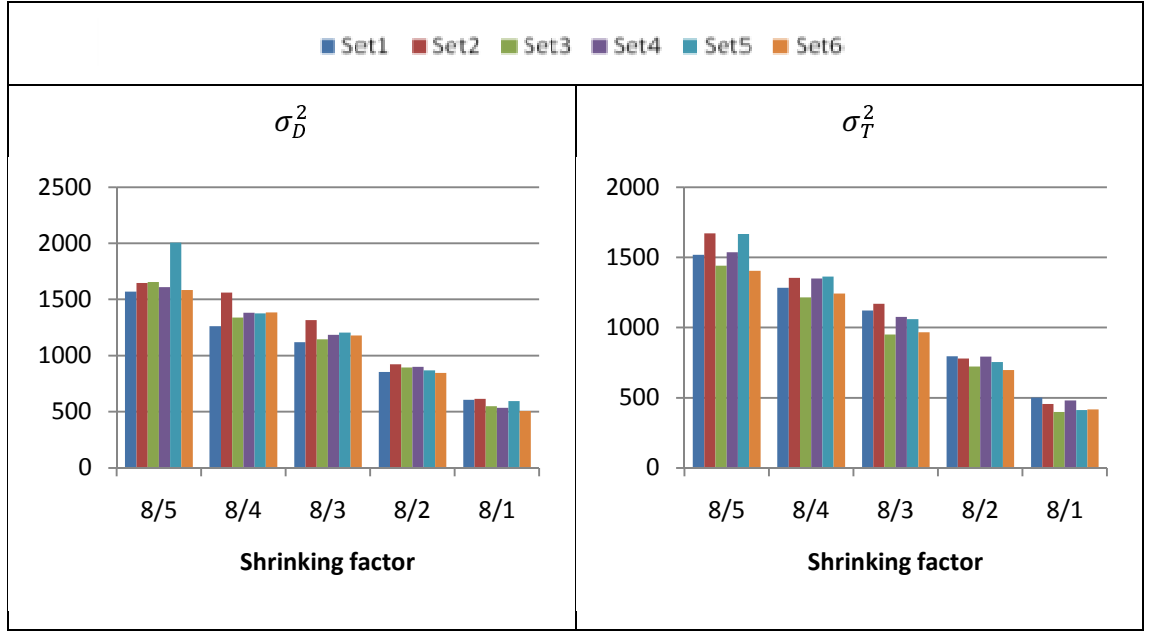 Set1 Set2 Set3 Set4 Set5 Set6
σ_D^2
2500
2000
1500
1000
500
0
8/5 8/4 8/3 8/2 8/1
Shrinking factor
σ_T^2
2000
1500
1000
500
0
8/5 8/4 8/3 8/2 8/1
Shrinking factor